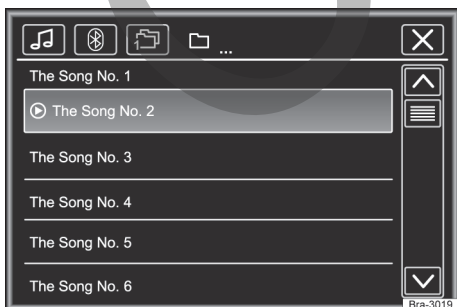 ...
The Song No. 1
The Song No. 2
The Song No. 3
The Song No. 4
The Song No. 5
The Song No. 6
Bra-3019